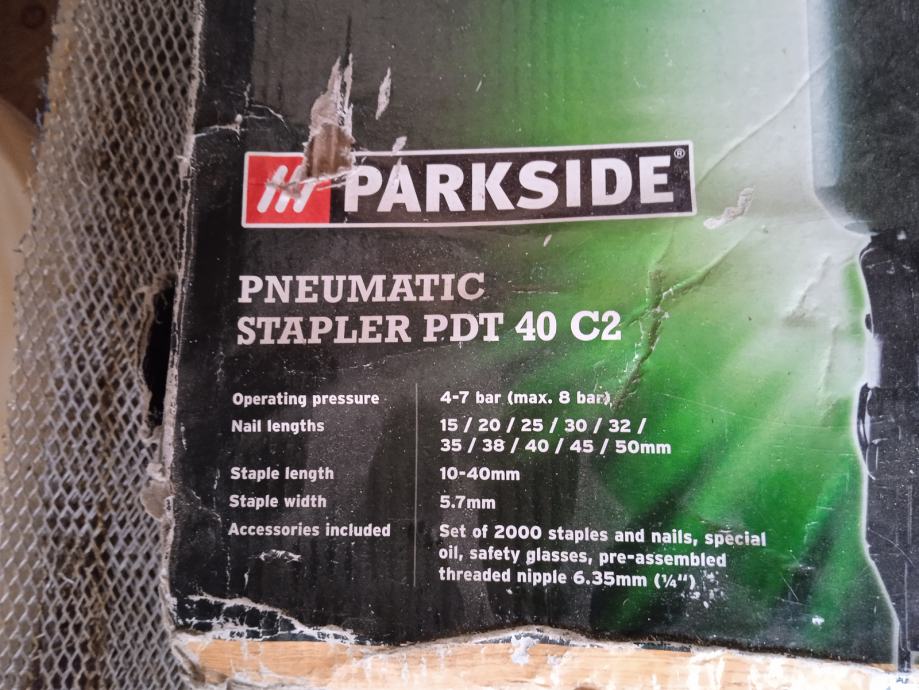 PARKSIDE®
PNEUMATIC
STAPLER PDT 40 C2
Operating pressure 4-7 bar (max. 8 bar)
Nail lengths 15 / 20 / 25 / 30 / 32 /
35 / 38 / 40 / 45 / 50mm
Staple length 10-40mm
Staple width 5.7mm
Accessories included Set of 2000 staples and nails, special
oil, safety glasses, pre-assembled
threaded nipple 6.35mm (¼")